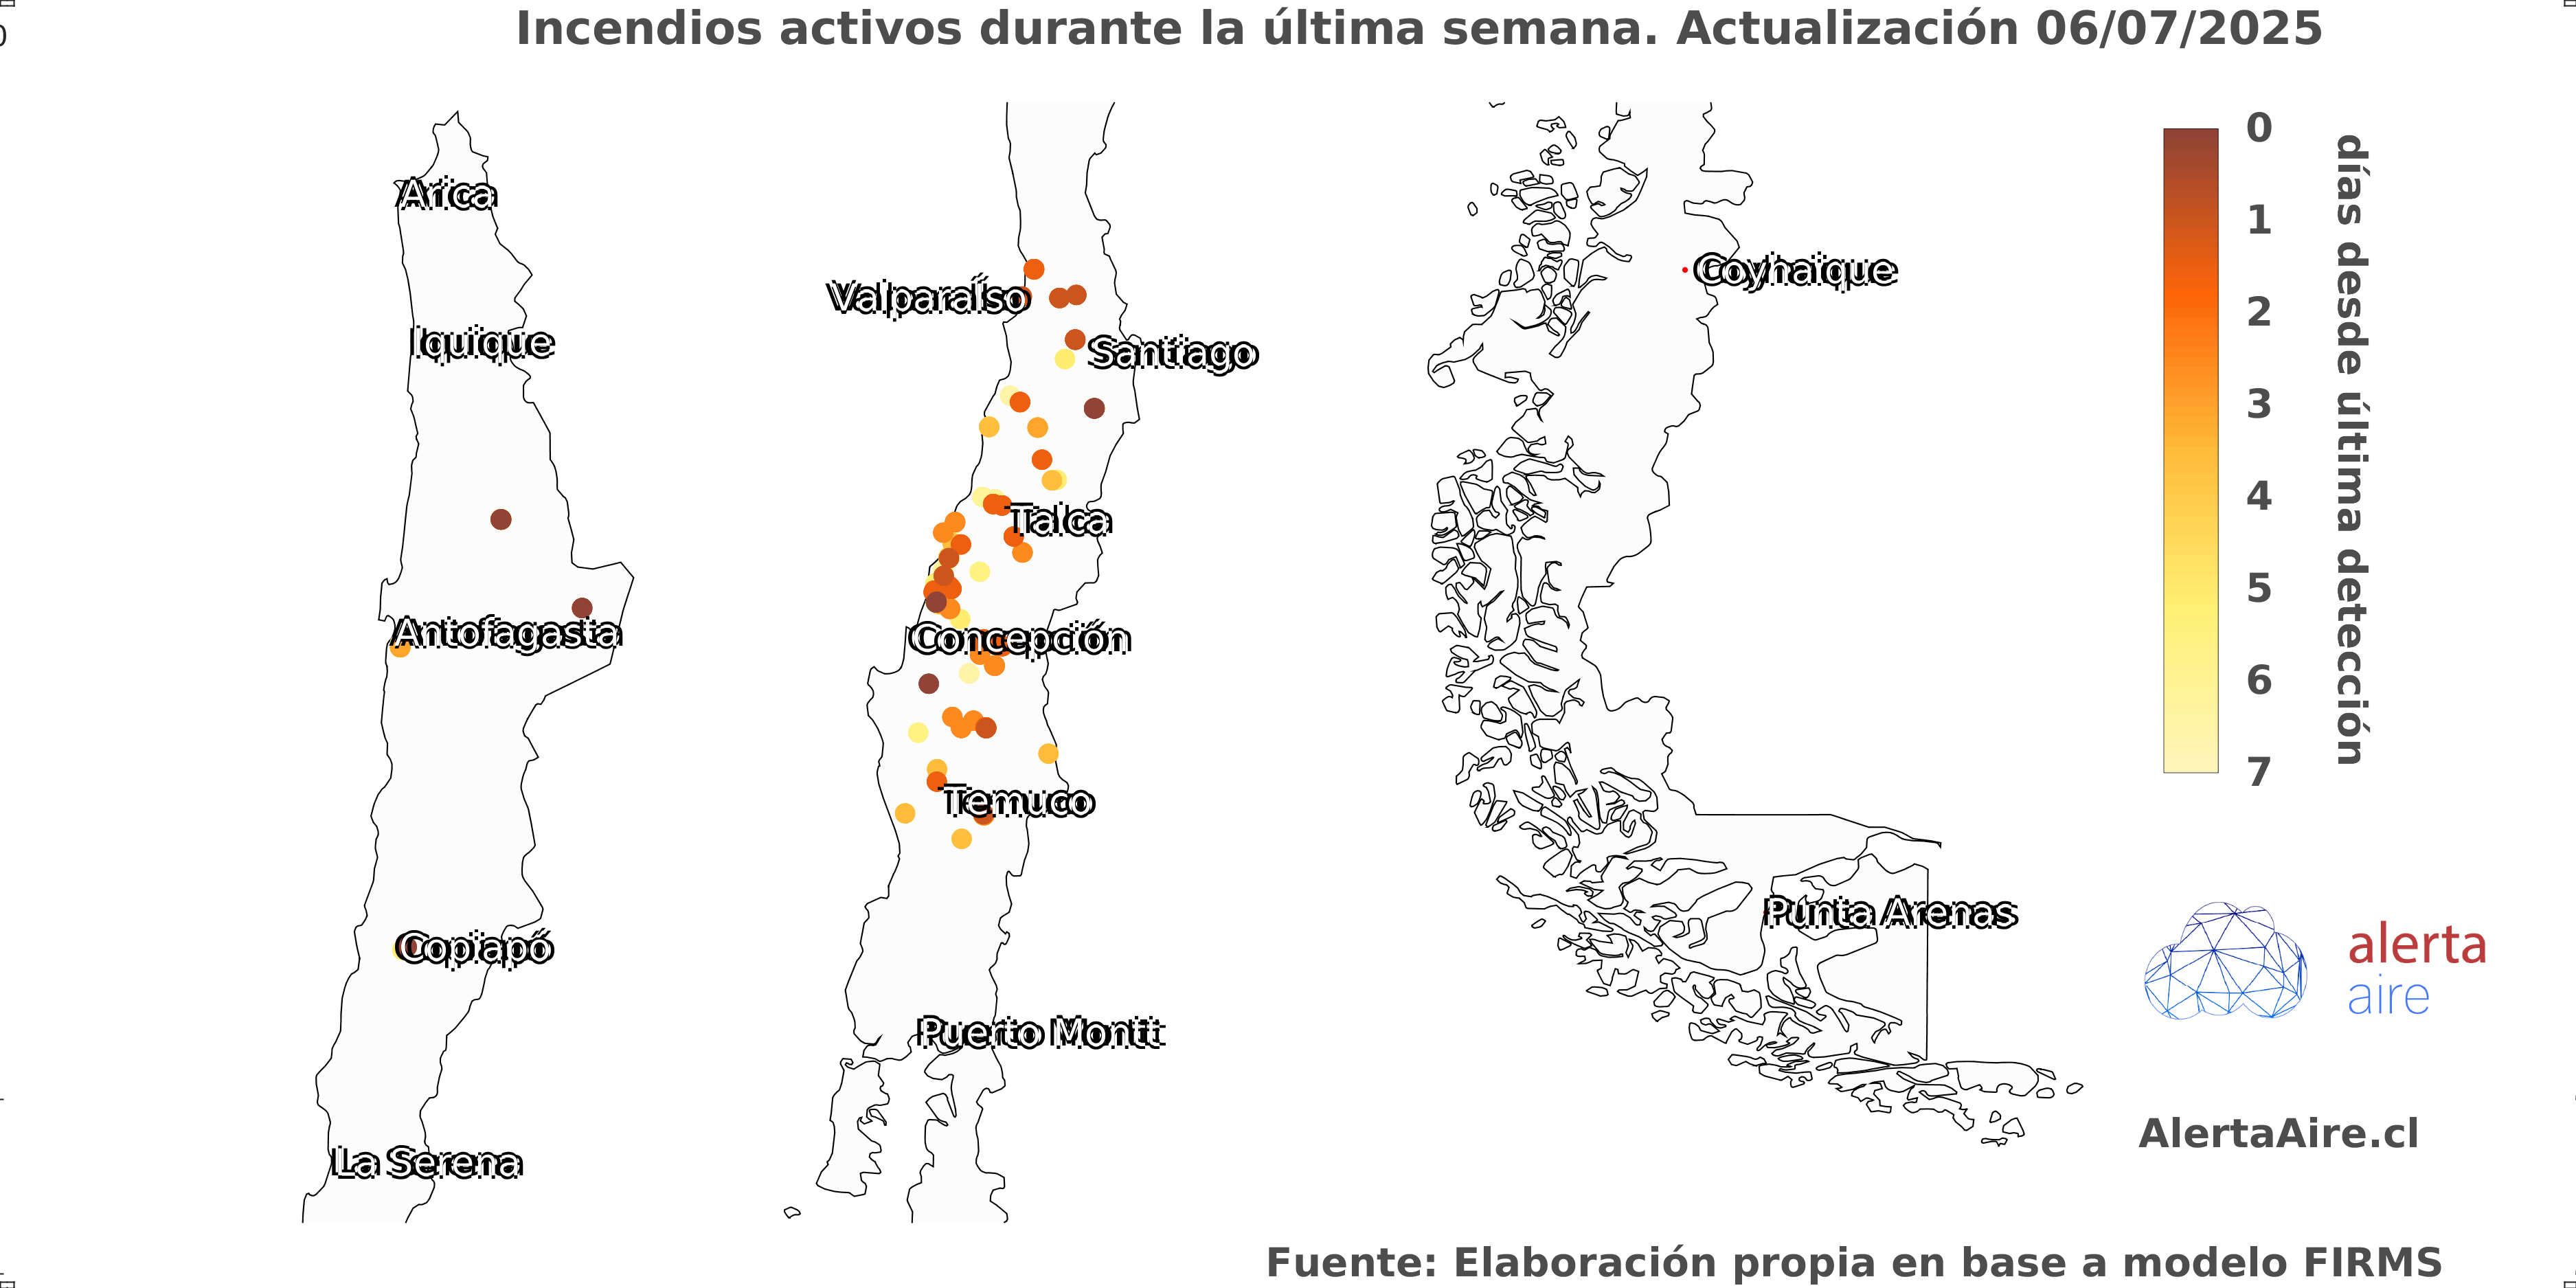 Incendios activos durante la última semana. Actualización 06/07/2025
0
Arica
Iquique
Antofagasta
Copiapó
La Serena
Valparaíso
Santiago
Talca
Concepción
Temuco
Puerto Montt
Coyhaique
Punta Arenas
0
1
2
3
4
5
6
7
días desde última detección
alerta
aire
AlertaAire.cl
Fuente: Elaboración propia en base a modelo FIRMS